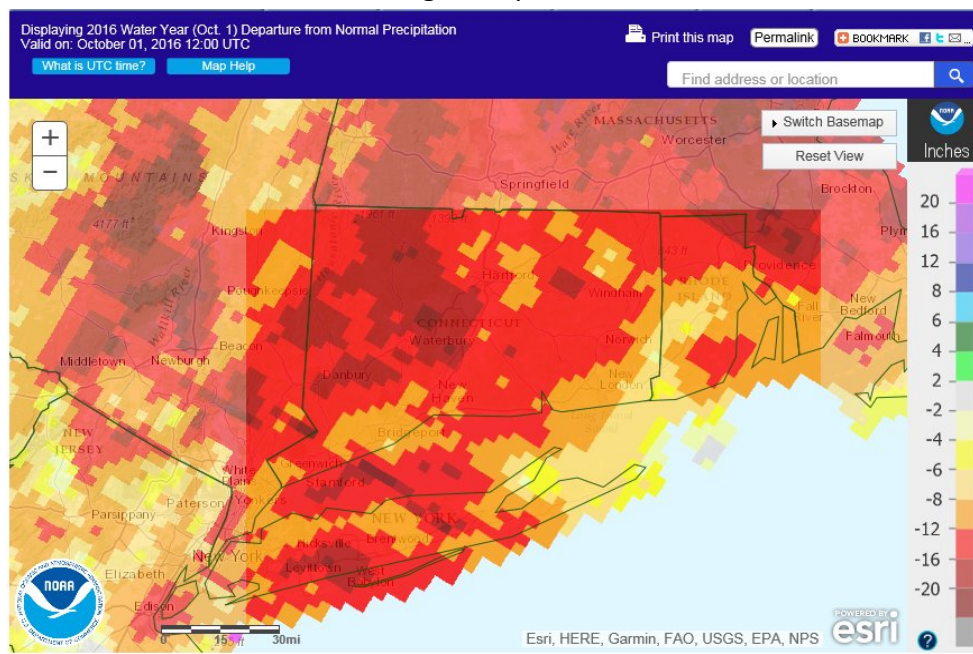 Displaying 2016 Water Year (Oct. 1) Departure from Normal Precipitation
Valid on: October 01, 2016 12:00 UTC
What is UTC time?
Map Help
Print this map
Permalink
BOOKMARK
Find address or location
Switch Basemap
Reset View
NOAA
Inches
20
16
12
8
6
4
2
-2
-4
-6
-8
-12
-16
-20
MASSACHUSETTS
Worcester
Springfield
Brockton
MOUNTAINS
4177 ft
Kingston
Hartford
Providence
Poughkeepsie
Windham
RHODE
ISLAND
Fall
River
New
Bedford
CONNECTICUT
Waterbury
Norwich
Falmouth
Beacon
Middletown
Newburgh
Danbury
New
Haven
New
London
NEW
JERSEY
Bridgeport
White
Plains
Greenwich
Stamford
Paterson
Yonkers
Parsippany
NEW YORK
Hicksville
Brentwood
New York
Levittown
West
Babylon
Elizabeth
Edison
NOAA
0
15
30mi
Esri, HERE, Garmin, FAO, USGS, EPA, NPS
POWERED BY
esri